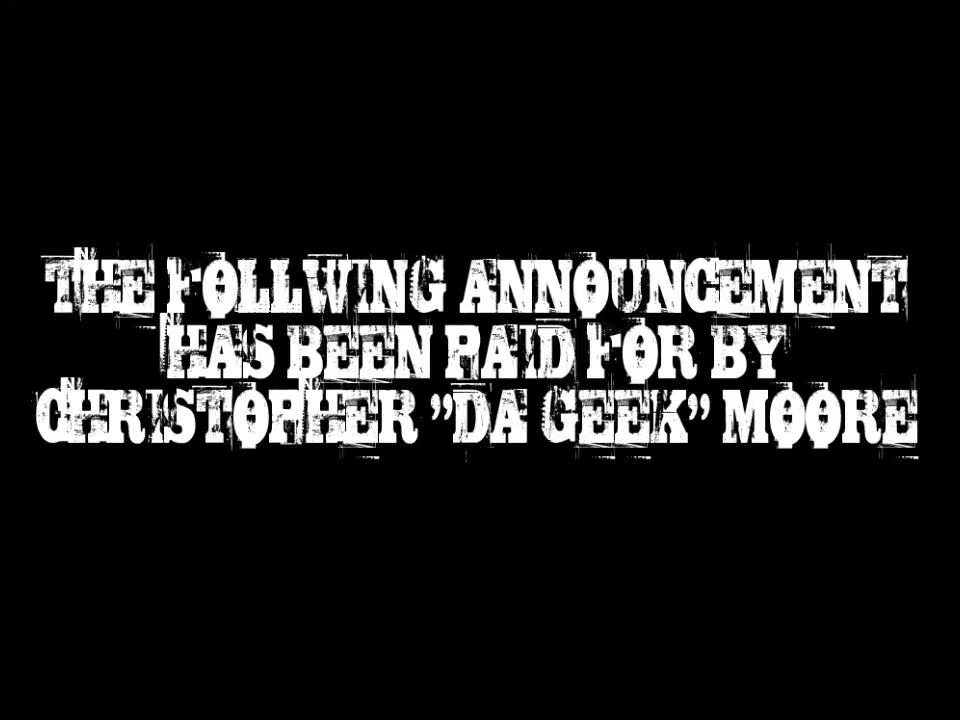 THE FOLLWING ANNOUNCEMENT
HAS BEEN PAID FOR BY
CHRISTOPHER "DA GEEK" MOORE